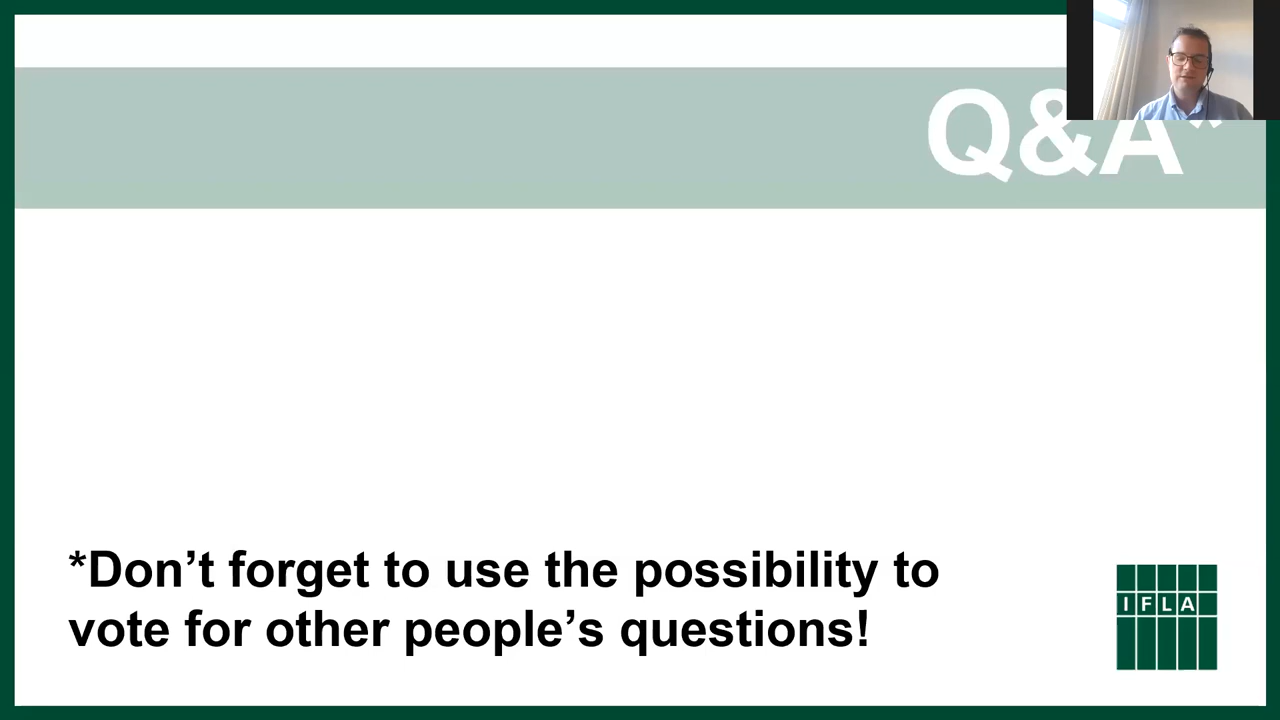 Q&A*
*Don’t forget to use the possibility to
vote for other people’s questions!
IFLA